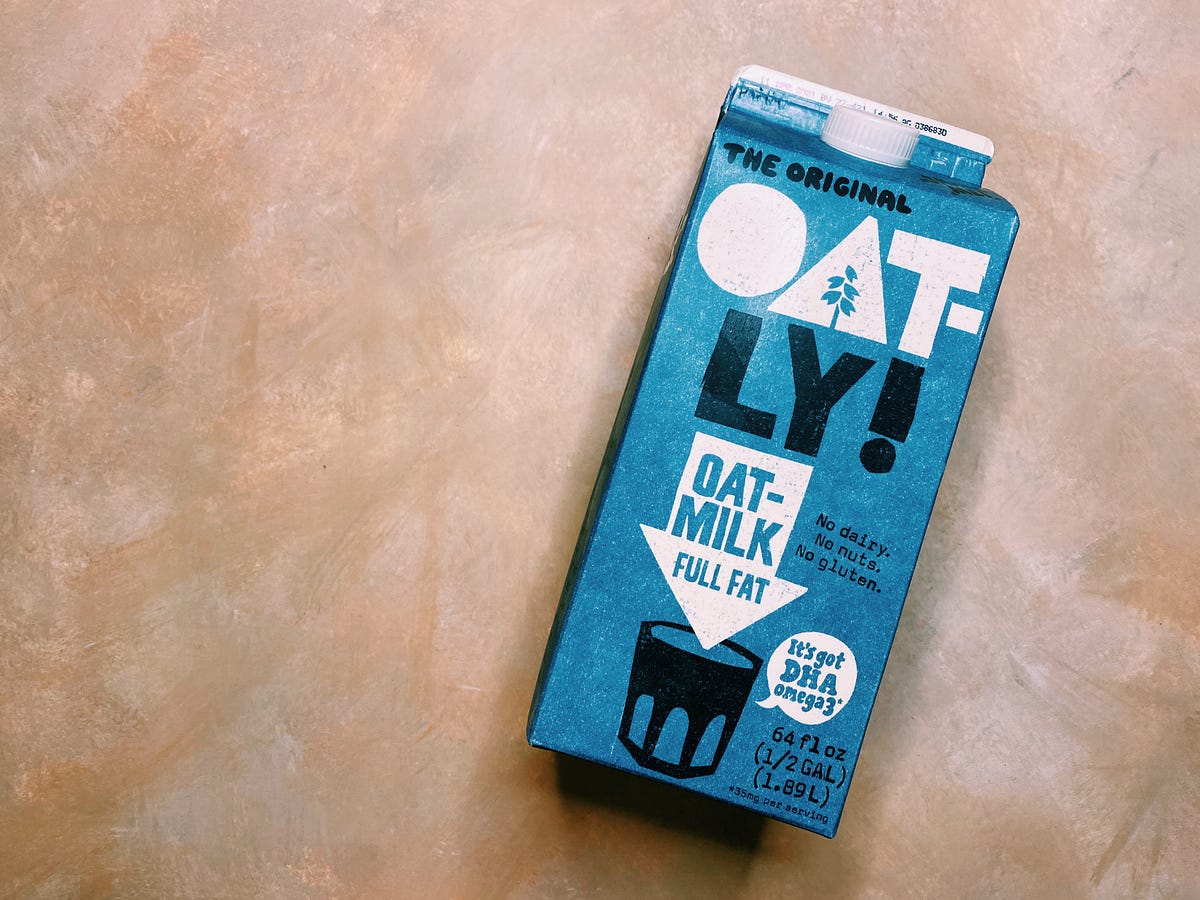 THE ORIGINAL
OAT-
LY!
OAT-
MILK
FULL FAT
No dairy.
No nuts.
No gluten.
It's got
DHA
omega3*
64 fl oz
(1/2 GAL)
(1.89 L)
*35mg per serving